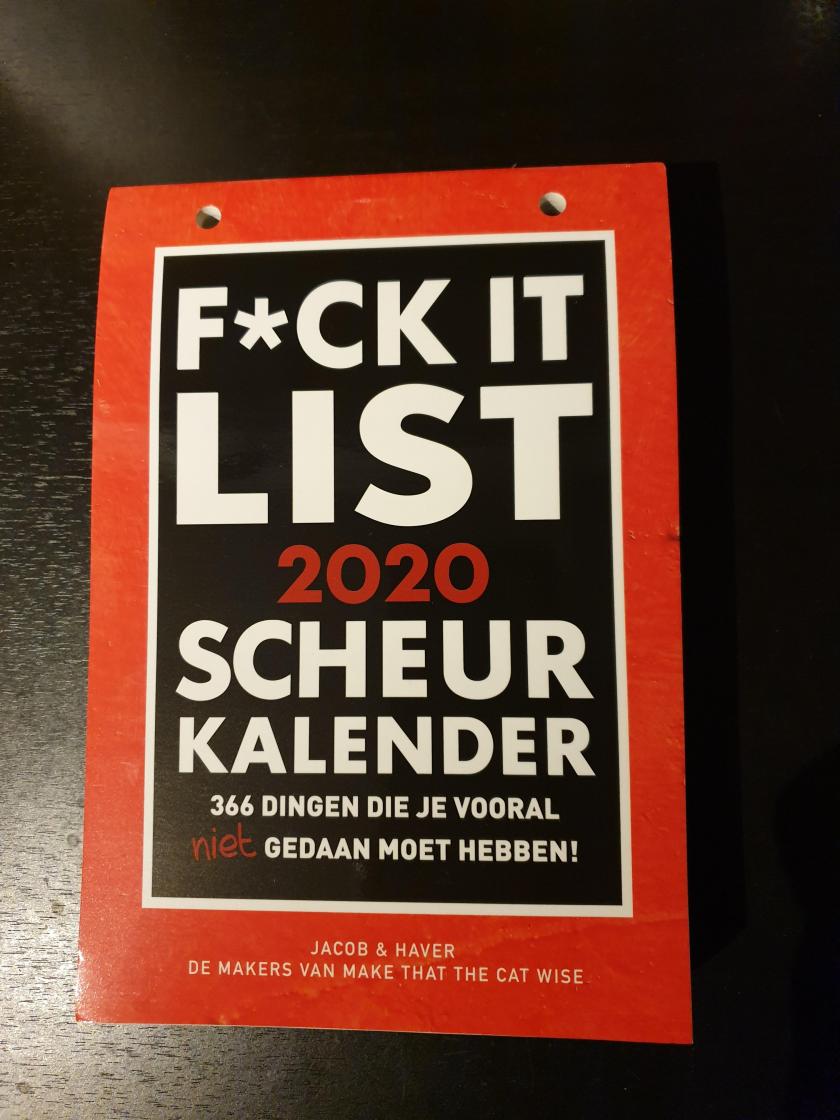 F*CK IT
LIST
2020
SCHEUR
KALENDER
366 DINGEN DIE JE VOORAL
niet GEDAAN MOET HEBBEN!
JACOB & HAVER
DE MAKERS VAN MAKE THAT THE CAT WISE